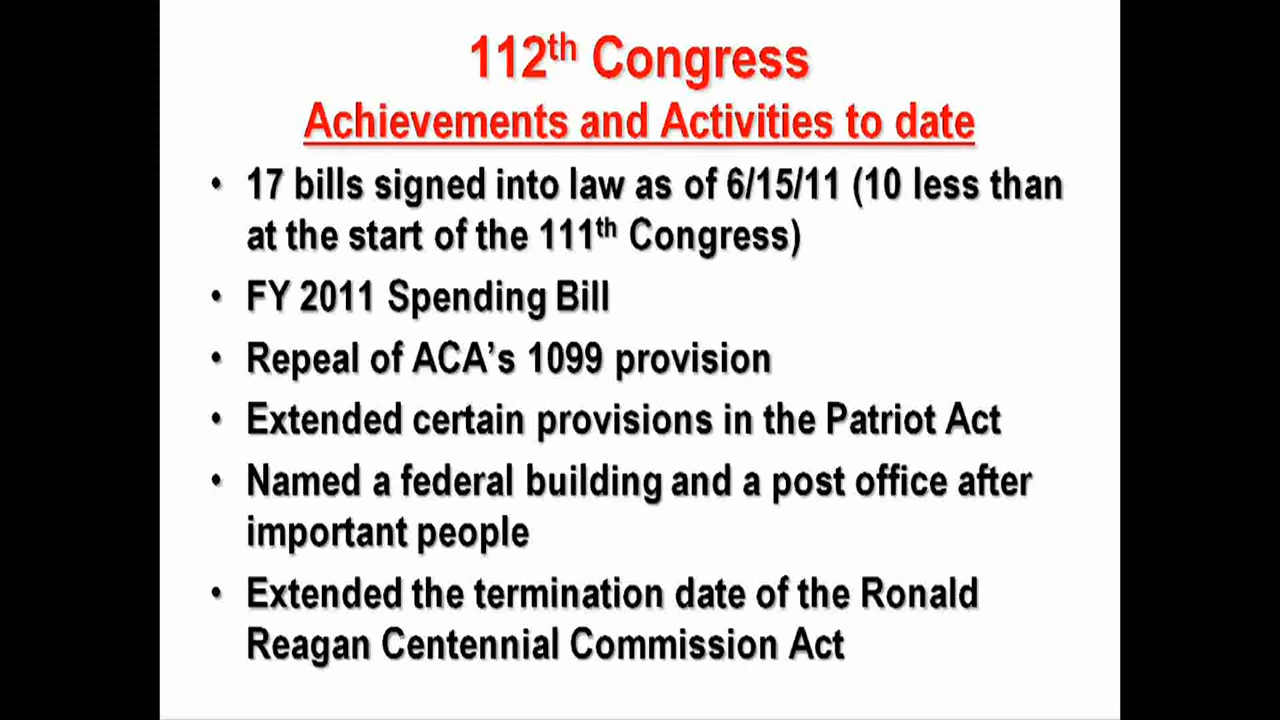 112th Congress
Achievements and Activities to date
• 17 bills signed into law as of 6/15/11 (10 less than
at the start of the 111th Congress)
• FY 2011 Spending Bill
• Repeal of ACA’s 1099 provision
• Extended certain provisions in the Patriot Act
• Named a federal building and a post office after
important people
• Extended the termination date of the Ronald
Reagan Centennial Commission Act